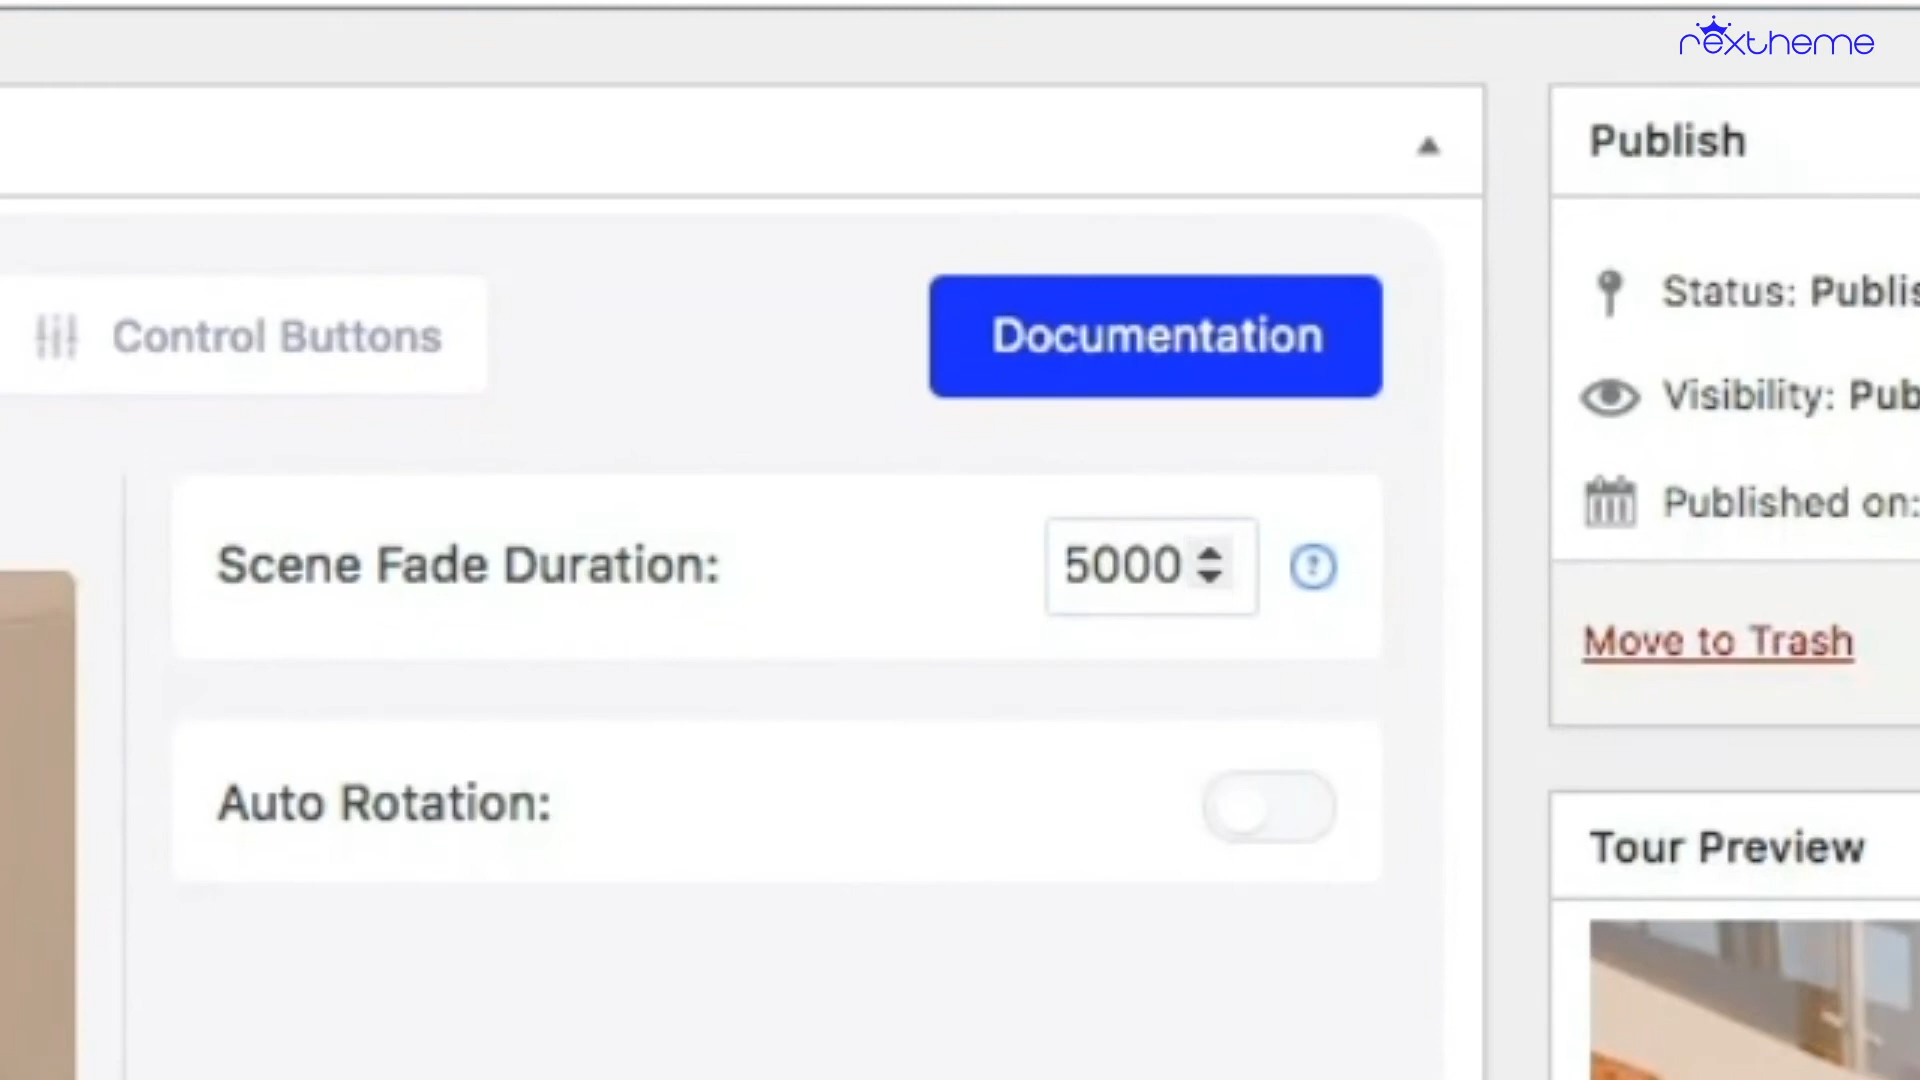 rextheme
Publish
Control Buttons
Documentation
Status: Publis
Visibility: Pub
Published on:
Scene Fade Duration:
5000
?
Move to Trash
Auto Rotation:
Tour Preview